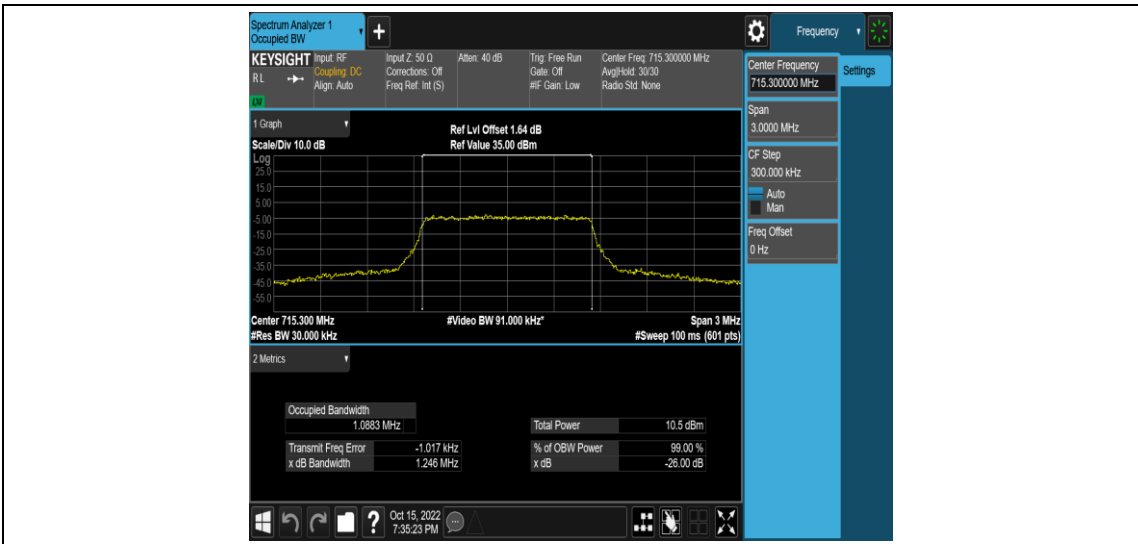 Spectrum Analyzer 1
Occupied BW
+
Frequency
KEYSIGHT
RL
LXI
Input: RF
Coupling: DC
Align: Auto
Input Z: 50 Ω
Corrections: Off
Freq Ref: Int (S)
Atten: 40 dB
Trig: Free Run
Gate: Off
#IF Gain: Low
Center Freq: 715.300000 MHz
Avg|Hold: 30/30
Radio Std: None
Center Frequency
715.300000 MHz
Settings
Span
3.0000 MHz
CF Step
300.000 kHz
Auto
Man
Freq Offset
0 Hz
1 Graph
Scale/Div 10.0 dB
Ref Lvl Offset 1.64 dB
Ref Value 35.00 dBm
Log
25.0
15.0
5.00
-5.00
-15.0
-25.0
-35.0
-45.0
-55.0
Center 715.300 MHz
#Video BW 91.000 kHz*
Span 3 MHz
#Res BW 30.000 kHz
#Sweep 100 ms (601 pts)
2 Metrics
Occupied Bandwidth
1.0883 MHz
Total Power 10.5 dBm
Transmit Freq Error -1.017 kHz
% of OBW Power 99.00 %
x dB Bandwidth 1.246 MHz
x dB -26.00 dB
?
Oct 15, 2022
7:35:23 PM